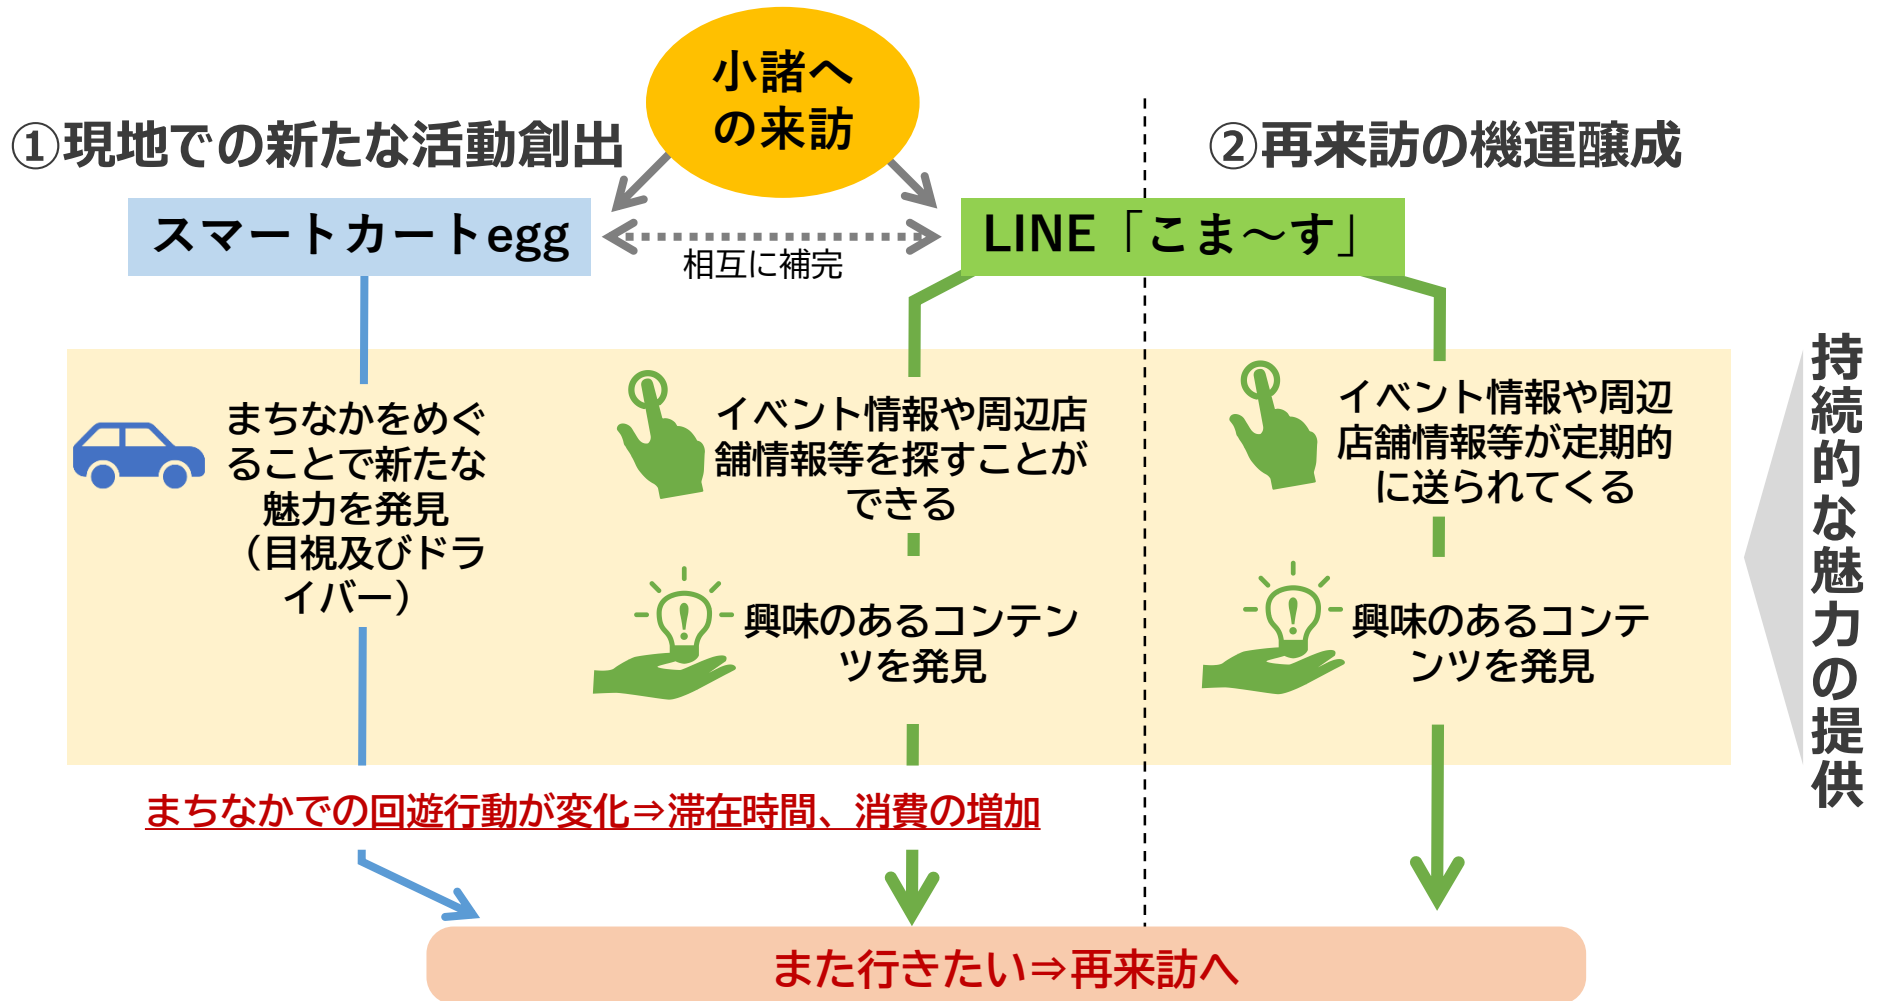 小諸へ
の来訪
①現地での新たな活動創出
②再来訪の機運醸成
スマートカートegg
相互に補完
LINE「こま～す」
まちなかをめぐ
ることで新たな
魅力を発見
（目視及びドラ
イバー）
イベント情報や周辺店
舗情報等を探すことが
できる
興味のあるコンテン
ツを発見
イベント情報や周辺
店舗情報等が定期的
に送られてくる
興味のあるコンテ
ンツを発見
持続的な魅力の提供
まちなかでの回遊行動が変化⇒滞在時間、消費の増加
また行きたい⇒再来訪へ